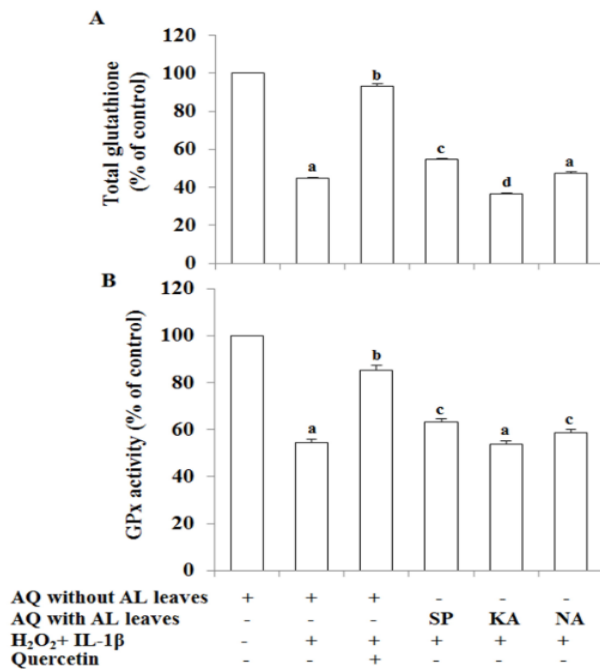 A
Total glutathione
(% of control)
120
100
80
60
40
20
0
a
b
c
d
a
B
GPx activity (% of control)
120
100
80
60
40
20
0
a
b
c
a
c
AQ without AL leaves + + + - - -
AQ with AL leaves - - - SP KA NA
H₂O₂+ IL-1β - + + + + +
Quercetin - - + - - -